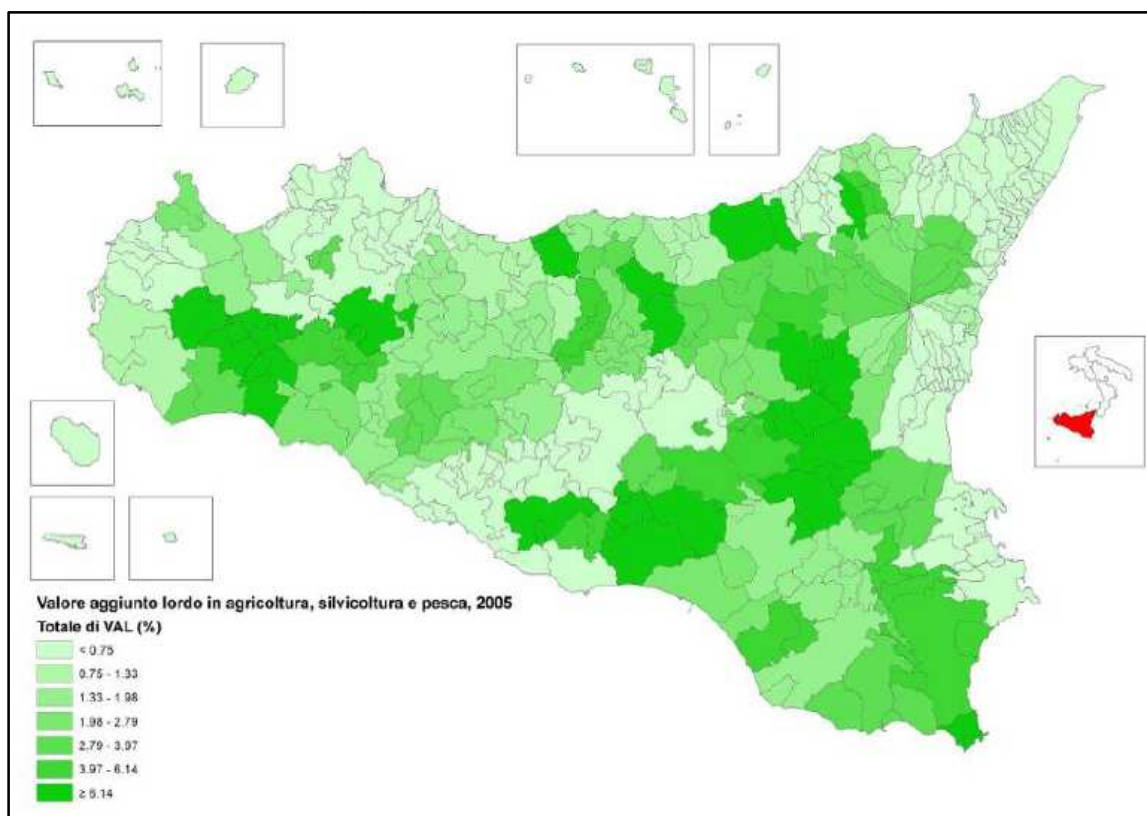 Valore aggiunto lordo in agricoltura, silvicoltura e pesca, 2005
Totale di VAL (%)
< 0.75
0.75 - 1.33
1.33 - 1.98
1.98 - 2.79
2.79 - 3.97
3.97 - 6.14
≥ 6.14